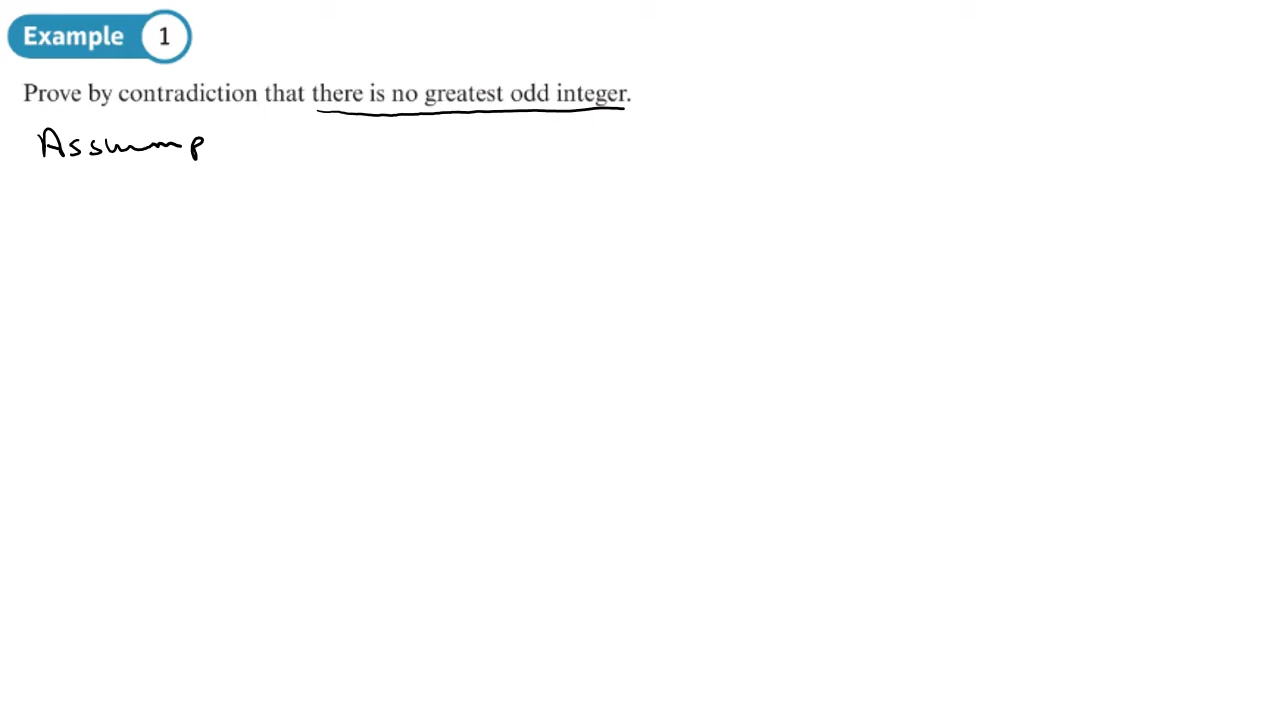 Example 1
Prove by contradiction that there is no greatest odd integer.
Assump